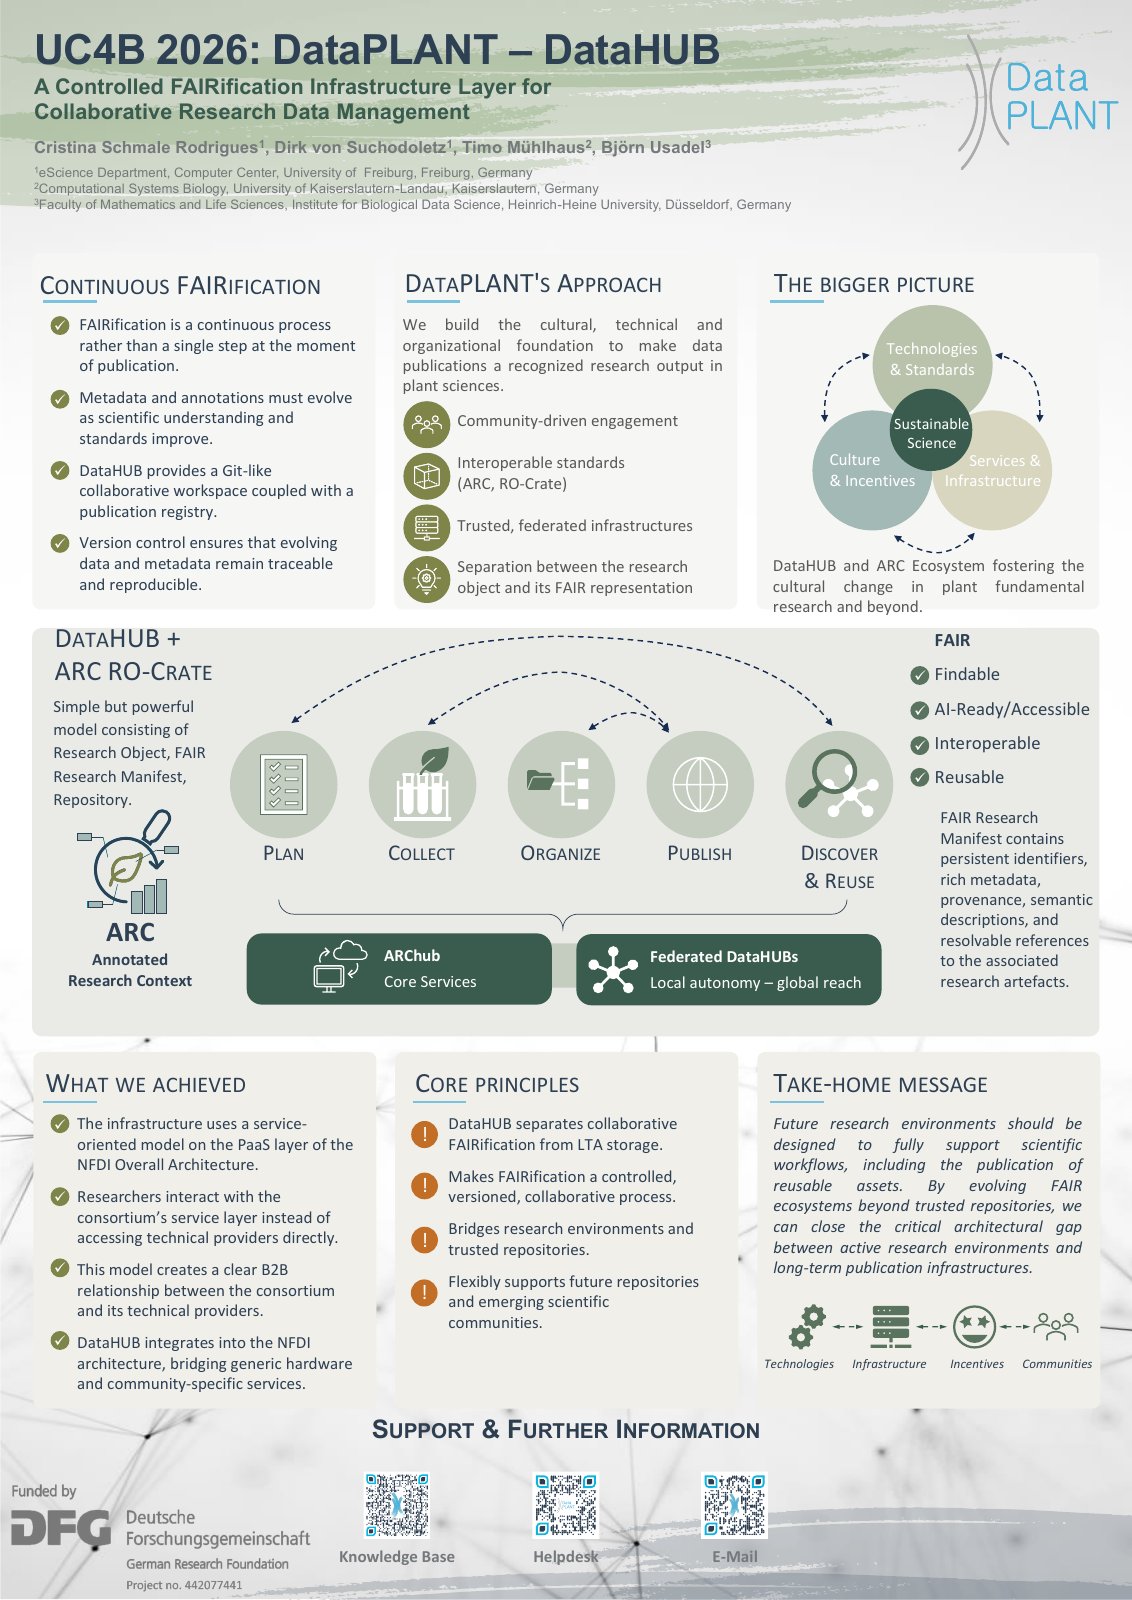 UC4B 2026: DataPLANT – DataHUB
A Controlled FAIRification Infrastructure Layer for
Collaborative Research Data Management
Cristina Schmale Rodrigues¹, Dirk von Suchodoletz¹, Timo Mühlhaus², Björn Usadel³
¹eScience Department, Computer Center, University of Freiburg, Freiburg, Germany
²Computational Systems Biology, University of Kaiserslautern-Landau, Kaiserslautern, Germany
³Faculty of Mathematics and Life Sciences, Institute for Biological Data Science, Heinrich-Heine University, Düsseldorf, Germany
Data
PLANT
CONTINUOUS FAIRIFICATION
FAIRification is a continuous process
rather than a single step at the moment
of publication.
Metadata and annotations must evolve
as scientific understanding and
standards improve.
DataHUB provides a Git-like
collaborative workspace coupled with a
publication registry.
Version control ensures that evolving
data and metadata remain traceable
and reproducible.
DATAPLANT'S APPROACH
We build the cultural, technical and
organizational foundation to make data
publications a recognized research output in
plant sciences.
Community-driven engagement
Interoperable standards
(ARC, RO-Crate)
Trusted, federated infrastructures
Separation between the research
object and its FAIR representation
THE BIGGER PICTURE
Technologies
& Standards
Sustainable
Science
Culture
& Incentives
Services &
Infrastructure
DataHUB and ARC Ecosystem fostering the
cultural change in plant fundamental
research and beyond.
DATAHUB +
ARC RO-CRATE
Simple but powerful
model consisting of
Research Object, FAIR
Research Manifest,
Repository.
ARC
Annotated
Research Context
PLAN
COLLECT
ORGANIZE
PUBLISH
DISCOVER
& REUSE
ARChub
Core Services
Federated DataHUBs
Local autonomy – global reach
FAIR
Findable
AI-Ready/Accessible
Interoperable
Reusable
FAIR Research
Manifest contains
persistent identifiers,
rich metadata,
provenance, semantic
descriptions, and
resolvable references
to the associated
research artefacts.
WHAT WE ACHIEVED
The infrastructure uses a service-
oriented model on the PaaS layer of the
NFDI Overall Architecture.
Researchers interact with the
consortium’s service layer instead of
accessing technical providers directly.
This model creates a clear B2B
relationship between the consortium
and its technical providers.
DataHUB integrates into the NFDI
architecture, bridging generic hardware
and community-specific services.
CORE PRINCIPLES
DataHUB separates collaborative
FAIRification from LTA storage.
Makes FAIRification a controlled,
versioned, collaborative process.
Bridges research environments and
trusted repositories.
Flexibly supports future repositories
and emerging scientific
communities.
TAKE-HOME MESSAGE
Future research environments should be
designed to fully support scientific
workflows, including the publication of
reusable assets. By evolving FAIR
ecosystems beyond trusted repositories, we
can close the critical architectural gap
between active research environments and
long-term publication infrastructures.
Technologies
Infrastructure
Incentives
Communities
SUPPORT & FURTHER INFORMATION
Funded by
DFG
Deutsche
Forschungsgemeinschaft
German Research Foundation
Project no. 442077441
Knowledge Base
Helpdesk
E-Mail